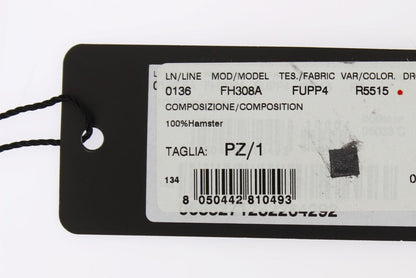 LN/LINE MOD/MODEL TES./FABRIC VAR/COLOR. DR
0136 FH308A FUPP4 R5515
COMPOSIZIONE/COMPOSITION
100%Hamster
TAGLIA: PZ/1
134
8 050442 810493